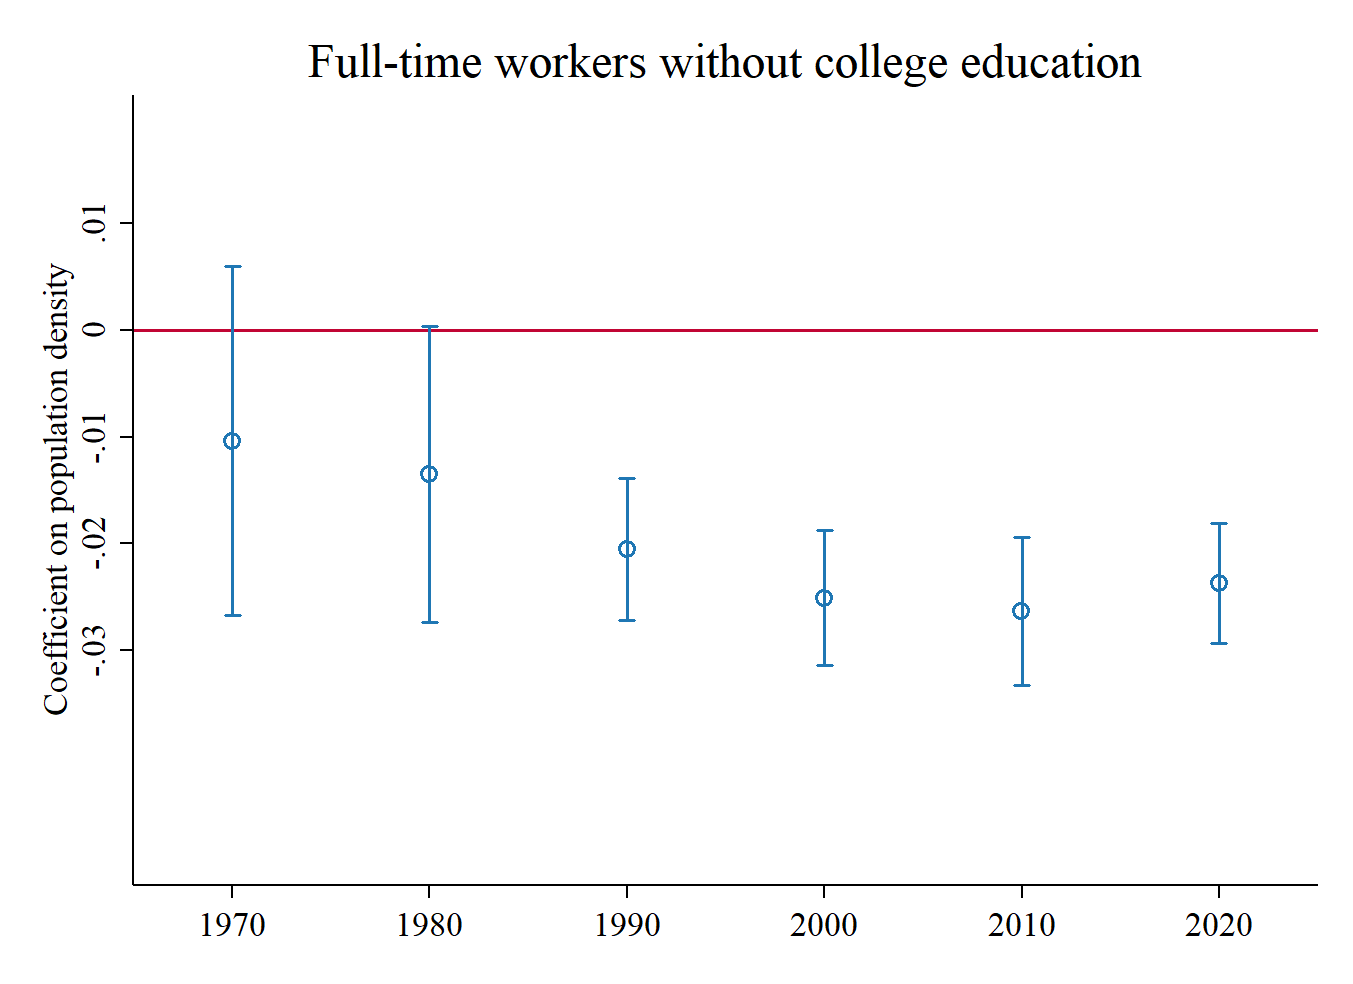 Full-time workers without college education
Coefficient on population density
.01
0
-.01
-.02
-.03
1970 1980 1990 2000 2010 2020